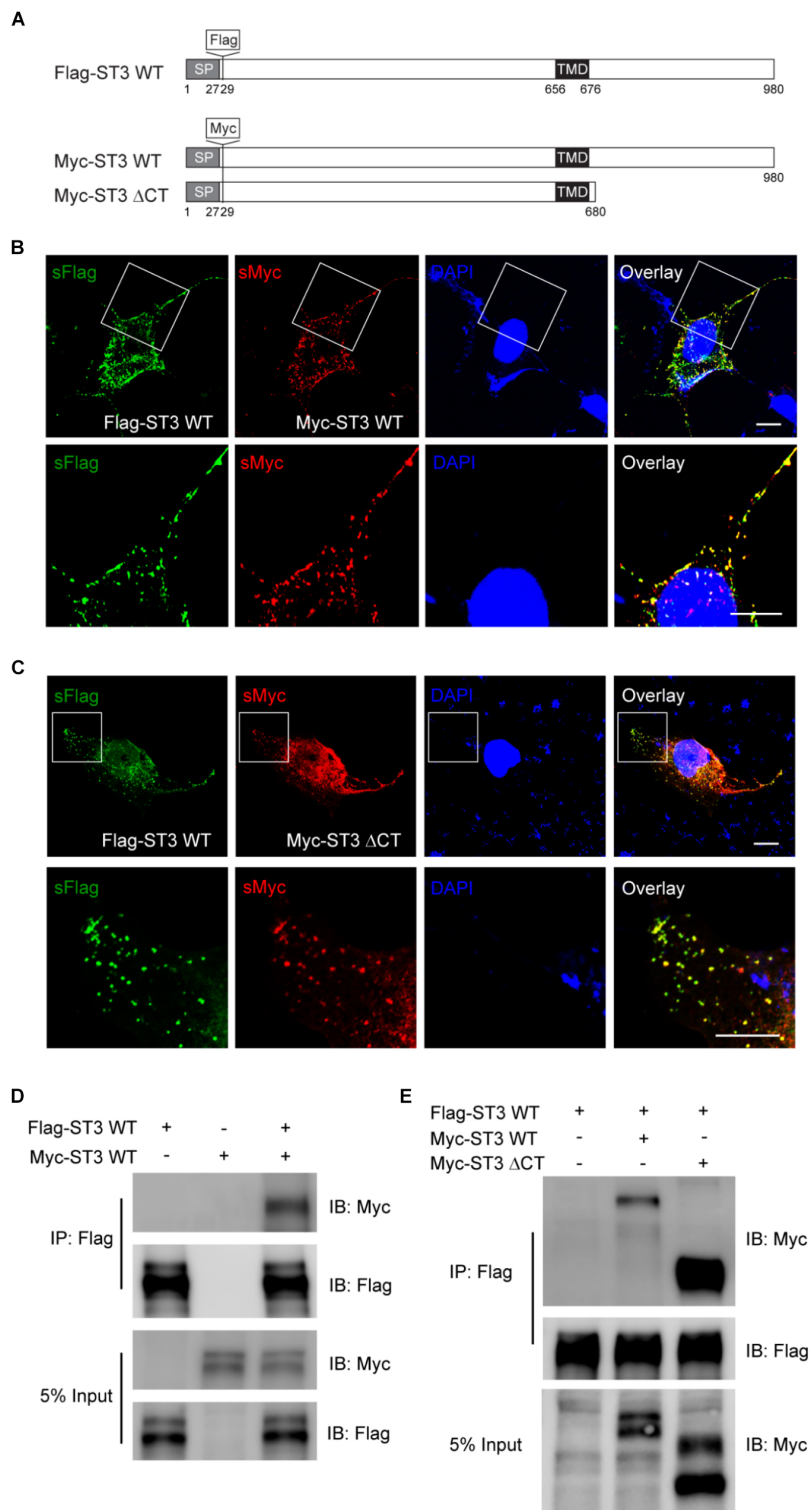 A
Flag
Flag-ST3 WT
SP
TMD
1 2729 656 676 980
Myc
Myc-ST3 WT
SP
TMD
980
Myc-ST3 ΔCT
SP
TMD
1 2729 680
B
sFlag sMyc DAPI Overlay
Flag-ST3 WT Myc-ST3 WT
sFlag sMyc DAPI Overlay
C
sFlag sMyc DAPI Overlay
Flag-ST3 WT Myc-ST3 ΔCT
sFlag sMyc DAPI Overlay
D
Flag-ST3 WT + - +
Myc-ST3 WT - + +
IP: Flag
IB: Myc
IB: Flag
5% Input
IB: Myc
IB: Flag
E
Flag-ST3 WT + + +
Myc-ST3 WT - + -
Myc-ST3 ΔCT - - +
IP: Flag
IB: Myc
IB: Flag
5% Input
IB: Myc